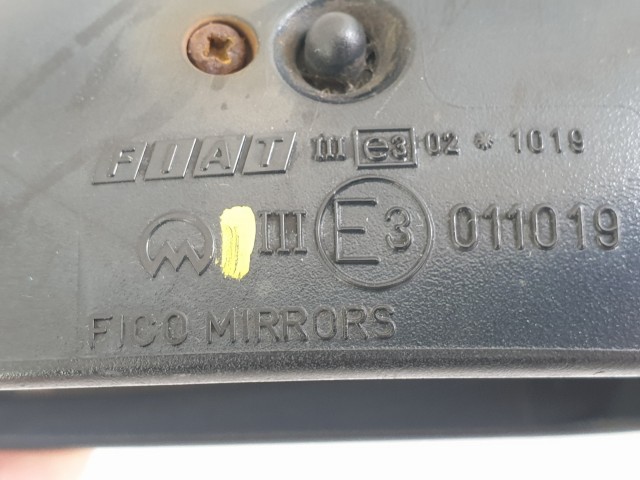 FIAT III e3 02 * 1019
III E3 011019
FICO MIRRORS